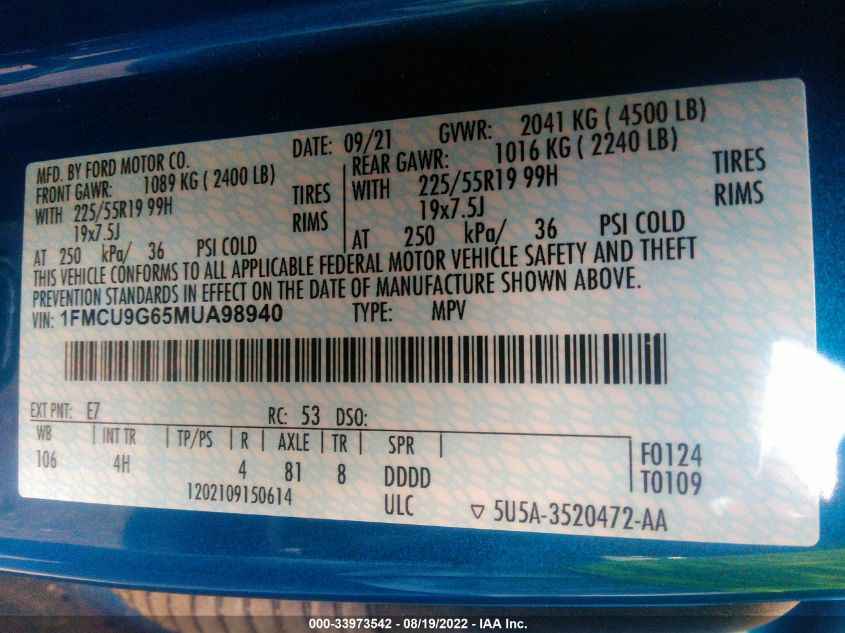 MFD. BY FORD MOTOR CO. DATE: 09/21 GVWR: 2041 KG ( 4500 LB)
FRONT GAWR: 1089 KG ( 2400 LB) REAR GAWR: 1016 KG ( 2240 LB)
WITH 225/55R19 99H TIRES WITH 225/55R19 99H TIRES
19x7.5J RIMS 19x7.5J RIMS
AT 250 kPa/ 36 PSI COLD AT 250 kPa/ 36 PSI COLD
THIS VEHICLE CONFORMS TO ALL APPLICABLE FEDERAL MOTOR VEHICLE SAFETY AND THEFT
PREVENTION STANDARDS IN EFFECT ON THE DATE OF MANUFACTURE SHOWN ABOVE.
VIN: 1FMCU9G65MUA98940 TYPE: MPV
EXT PNT: E7 RC: 53 DSO:
WB INT TR TP/PS R AXLE TR SPR F0124
106 4H 4 81 8 DDDD T0109
1202109150614 ULC ▽ 5U5A-3520472-AA
000-33973542 - 08/19/2022 - IAA Inc.